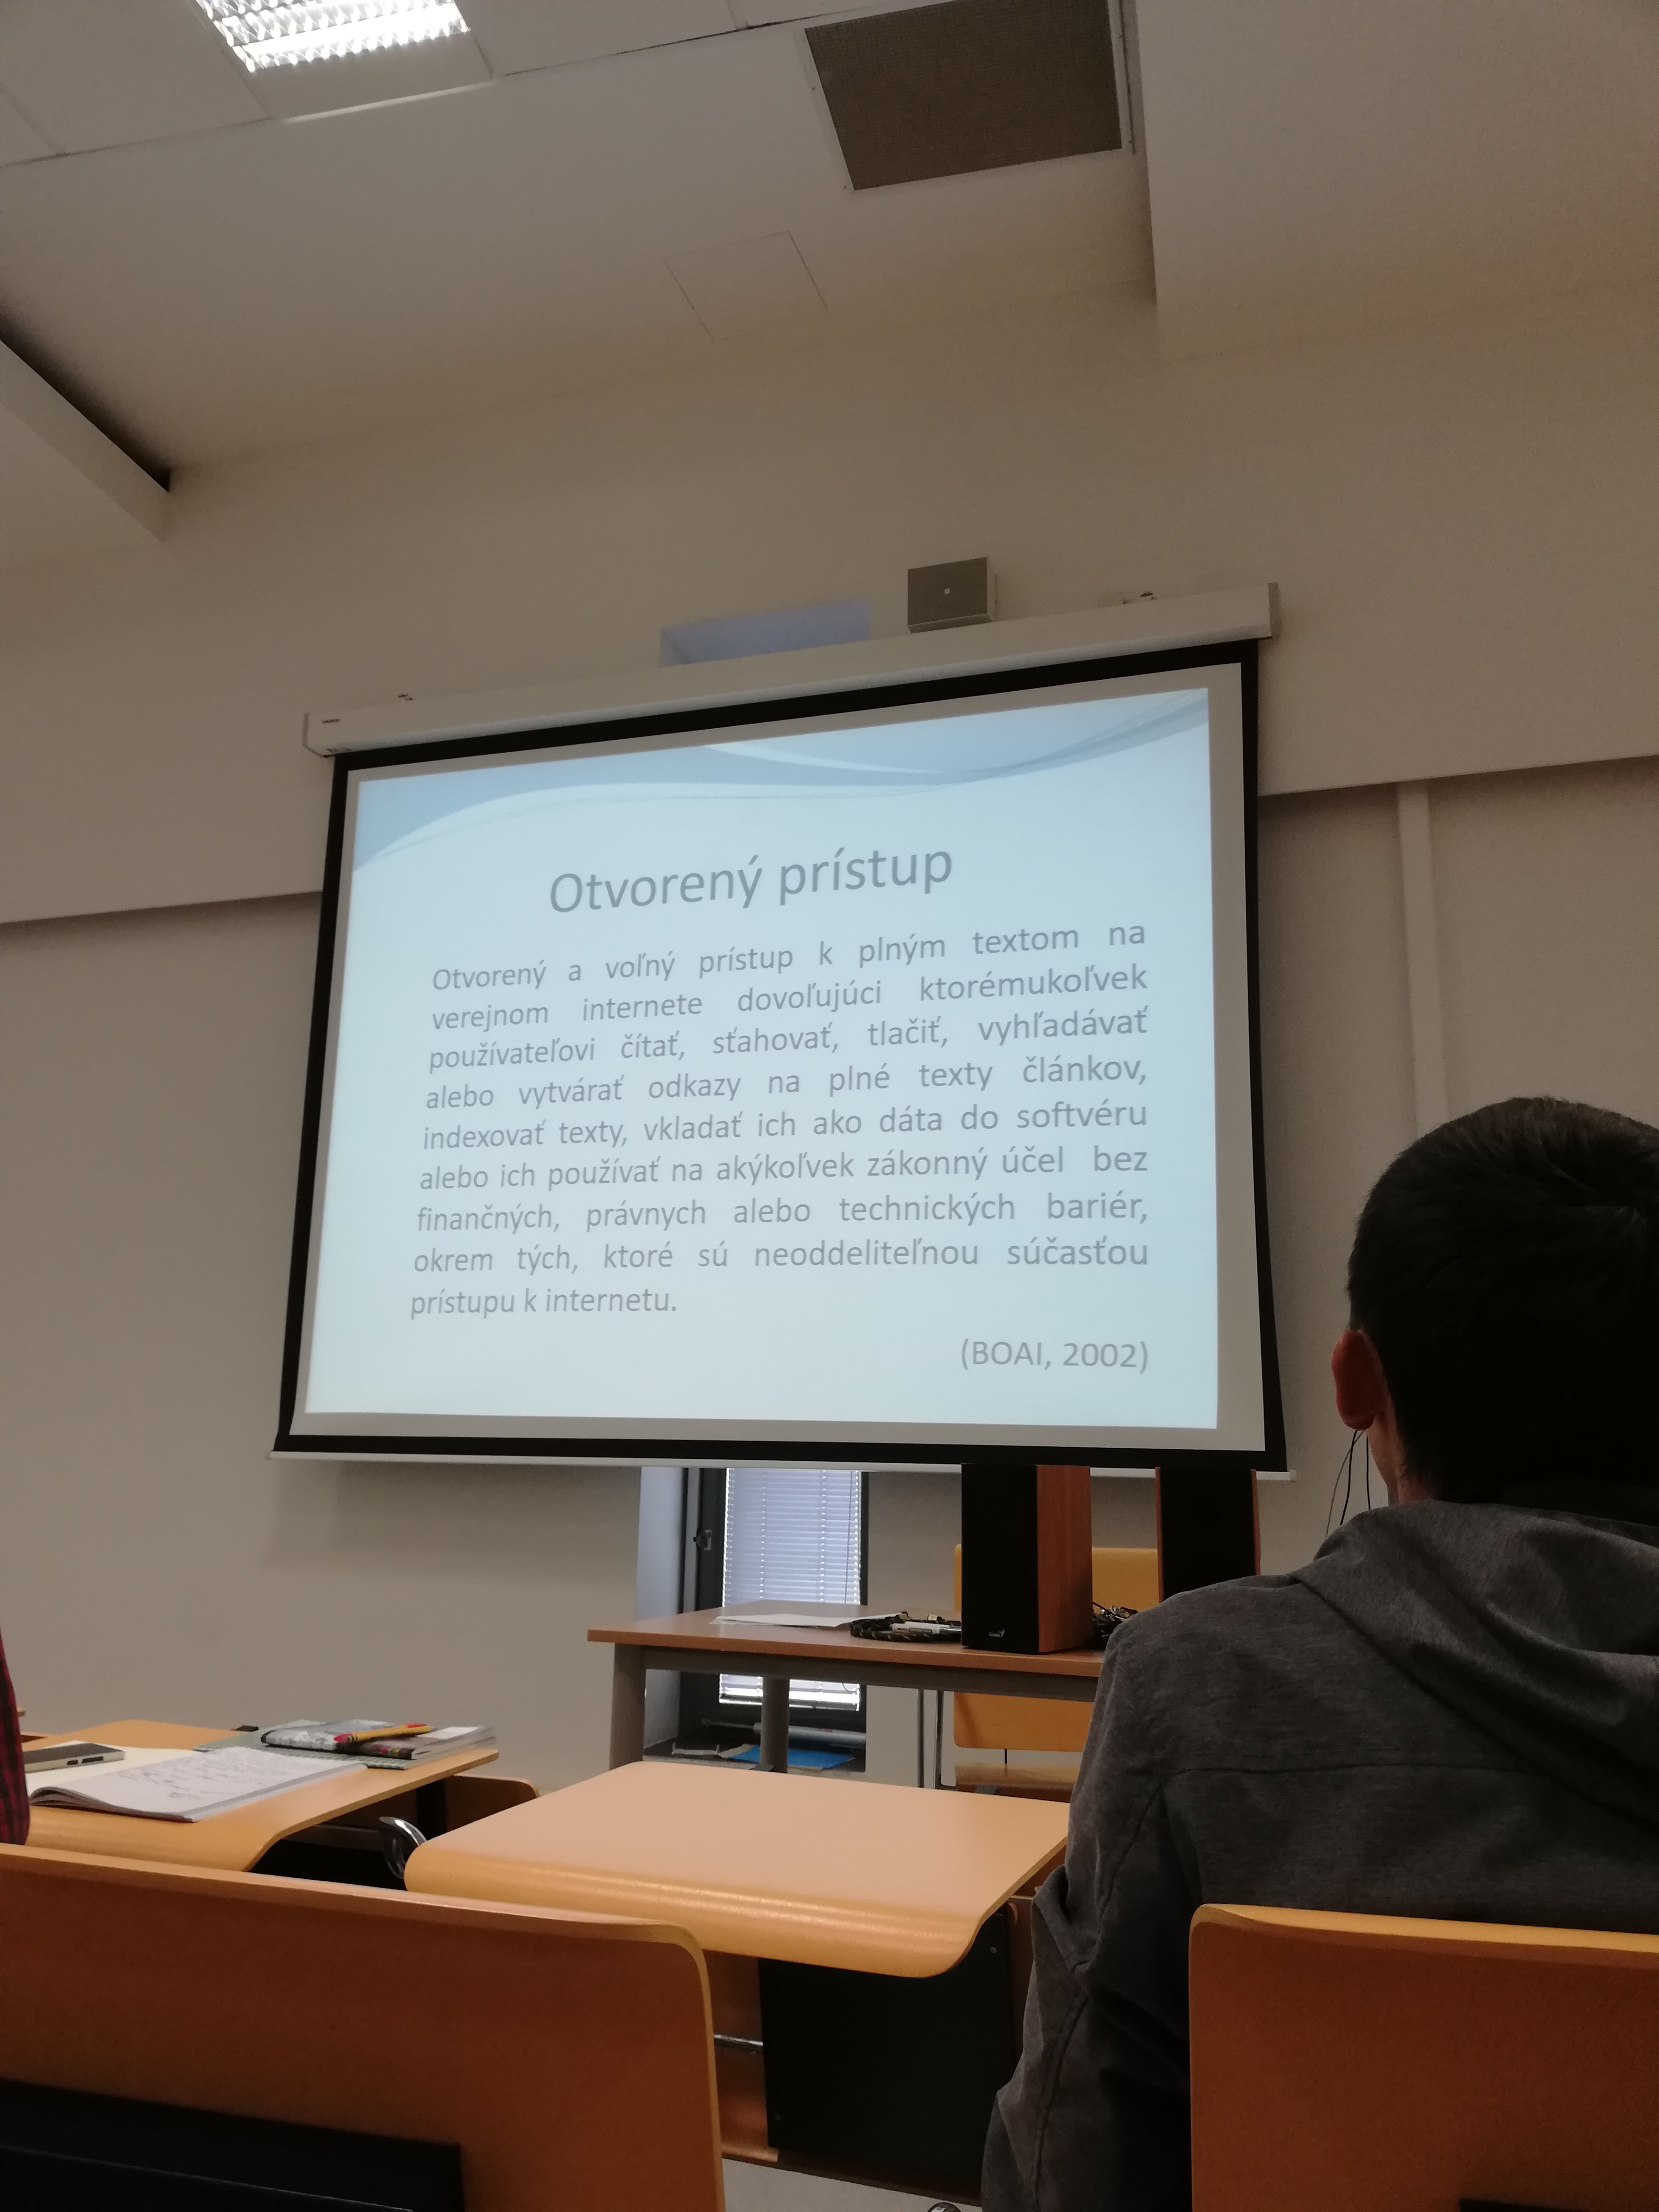 Otvorený prístup
Otvorený a voľný prístup k plným textom na
verejnom internete dovoľujúci ktorémukoľvek
používateľovi čítať, sťahovať, tlačiť, vyhľadávať
alebo vytvárať odkazy na plné texty článkov,
indexovať texty, vkladať ich ako dáta do softvéru
alebo ich používať na akýkoľvek zákonný účel bez
finančných, právnych alebo technických bariér,
okrem tých, ktoré sú neoddeliteľnou súčasťou
prístupu k internetu.
(BOAI, 2002)